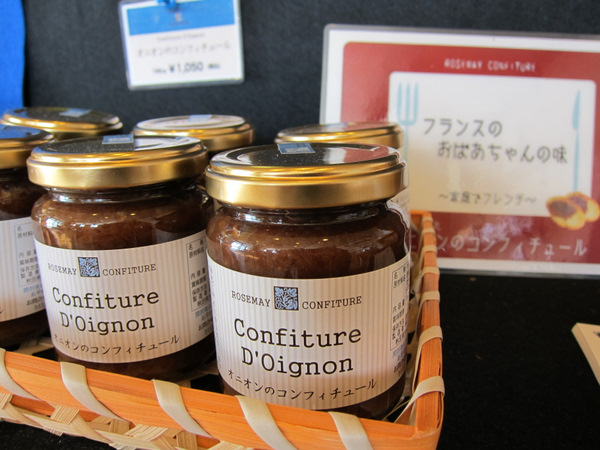 オニオンのコンフィチュール
¥1,050
ROSEMAY CONFITURE
フランスの
おばあちゃんの味
～家庭でフレンチ～
ンのコンフィチュール
ROSEMAY CONFITURE
Confiture
D'Oignon
オニオンのコンフィチュール
ROSEMAY CONFITURE
Confiture
D'Oignon
オニオンのコンフィチュール